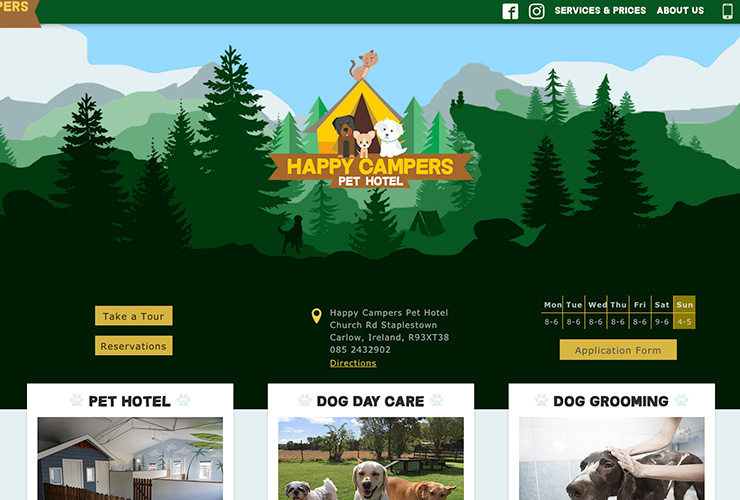 PERS
SERVICES & PRICES ABOUT US
HAPPY CAMPERS
PET HOTEL
Take a Tour
Reservations
Happy Campers Pet Hotel
Church Rd Staplestown
Carlow, Ireland, R93XT38
085 2432902
Directions
Mon Tue Wed Thu Fri Sat Sun
8-6 8-6 8-6 8-6 8-6 9-6 4-5
Application Form
PET HOTEL
DOG DAY CARE
DOG GROOMING